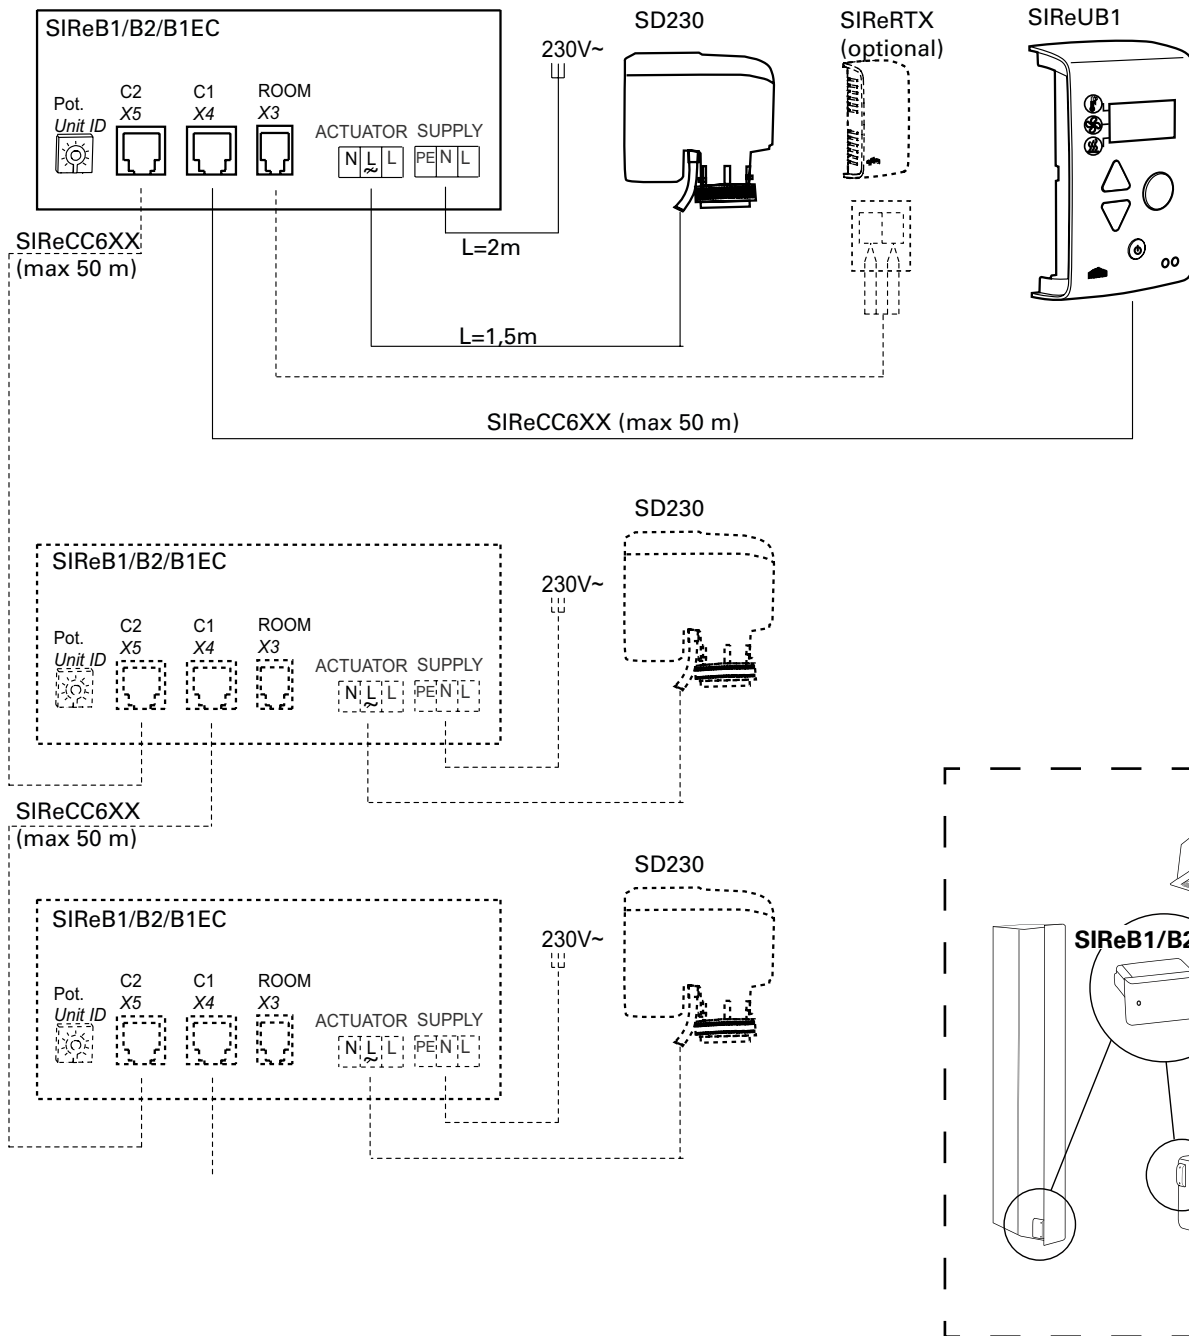 SIReB1/B2/B1EC
Pot.
Unit ID
C2
X5
C1
X4
ROOM
X3
ACTUATOR SUPPLY
N L L PE N L
~
230V~
SD230
SIReRTX
(optional)
SIReUB1
SIReCC6XX
(max 50 m)
L=2m
L=1,5m
SIReCC6XX (max 50 m)
SIReB1/B2/B1EC
Pot.
Unit ID
C2
X5
C1
X4
ROOM
X3
ACTUATOR SUPPLY
N L L PE N L
~
230V~
SD230
SIReCC6XX
(max 50 m)
SIReB1/B2/B1EC
Pot.
Unit ID
C2
X5
C1
X4
ROOM
X3
ACTUATOR SUPPLY
N L L PE N L
~
230V~
SD230
SIReB1/B2